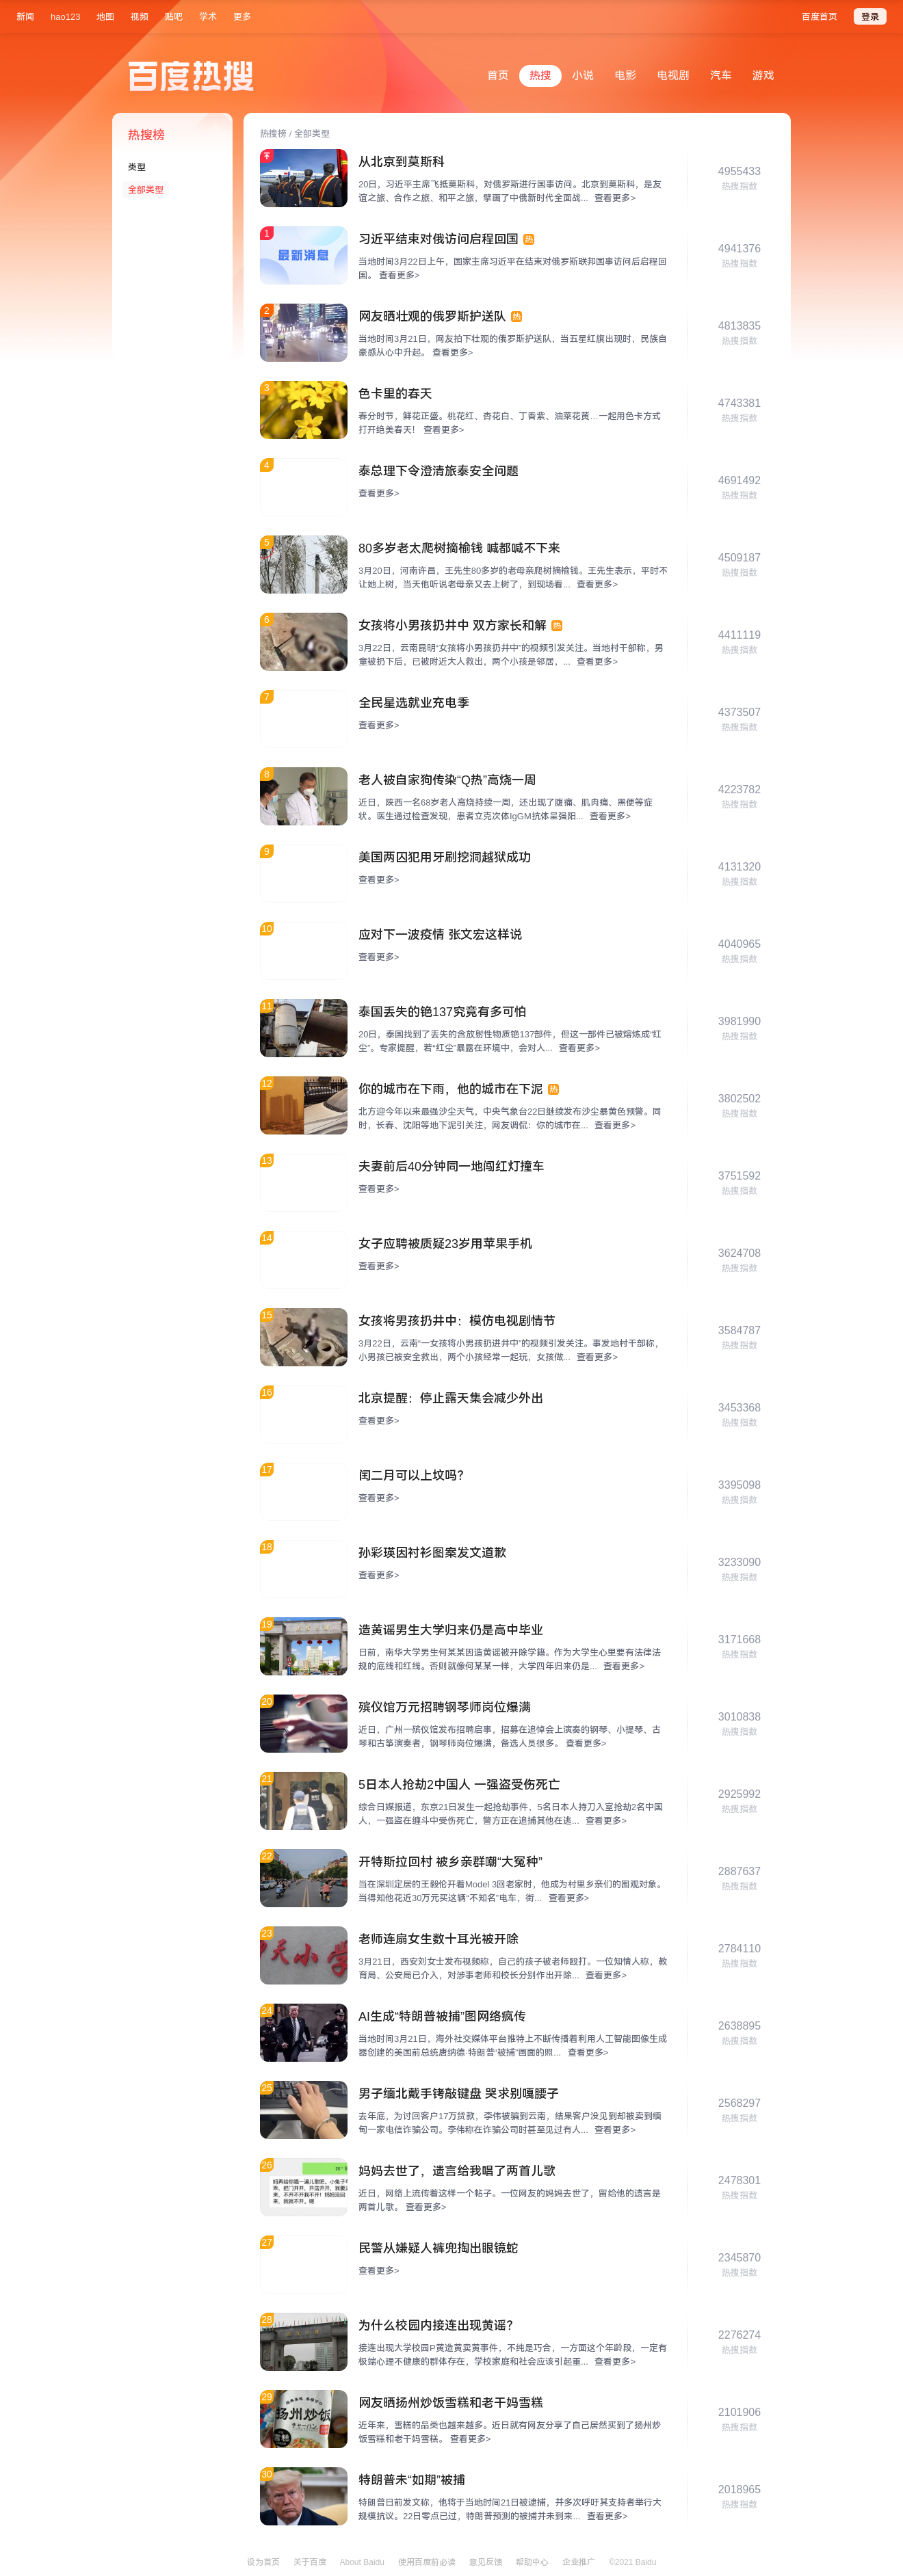 新闻 hao123 地图 视频 贴吧 学术 更多 百度首页 登录
百度热搜
首页 热搜 小说 电影 电视剧 汽车 游戏
热搜榜
类型
全部类型
热搜榜 / 全部类型
从北京到莫斯科
20日，习近平主席飞抵莫斯科，对俄罗斯进行国事访问。北京到莫斯科，是友
谊之旅、合作之旅、和平之旅，擘画了中俄新时代全面战... 查看更多>
4955433
热搜指数
1
最新消息
习近平结束对俄访问启程回国 热
当地时间3月22日上午，国家主席习近平在结束对俄罗斯联邦国事访问后启程回
国。 查看更多>
4941376
热搜指数
2
网友晒壮观的俄罗斯护送队 热
当地时间3月21日，网友拍下壮观的俄罗斯护送队，当五星红旗出现时，民族自
豪感从心中升起。 查看更多>
4813835
热搜指数
3
色卡里的春天
春分时节，鲜花正盛。桃花红、杏花白、丁香紫、油菜花黄…一起用色卡方式
打开绝美春天！ 查看更多>
4743381
热搜指数
4
泰总理下令澄清旅泰安全问题
查看更多>
4691492
热搜指数
5
80多岁老太爬树摘榆钱 喊都喊不下来
3月20日，河南许昌，王先生80多岁的老母亲爬树摘榆钱。王先生表示，平时不
让她上树，当天他听说老母亲又去上树了，到现场看... 查看更多>
4509187
热搜指数
6
女孩将小男孩扔井中 双方家长和解 热
3月22日，云南昆明“女孩将小男孩扔井中”的视频引发关注。当地村干部称，男
童被扔下后，已被附近大人救出，两个小孩是邻居，... 查看更多>
4411119
热搜指数
7
全民星选就业充电季
查看更多>
4373507
热搜指数
8
老人被自家狗传染“Q热”高烧一周
近日，陕西一名68岁老人高烧持续一周，还出现了腹痛、肌肉痛、黑便等症
状。医生通过检查发现，患者立克次体IgGM抗体呈强阳... 查看更多>
4223782
热搜指数
9
美国两囚犯用牙刷挖洞越狱成功
查看更多>
4131320
热搜指数
10
应对下一波疫情 张文宏这样说
查看更多>
4040965
热搜指数
11
泰国丢失的铯137究竟有多可怕
20日，泰国找到了丢失的含放射性物质铯137部件，但这一部件已被熔炼成“红
尘”。专家提醒，若“红尘”暴露在环境中，会对人... 查看更多>
3981990
热搜指数
12
你的城市在下雨，他的城市在下泥 热
北方迎今年以来最强沙尘天气，中央气象台22日继续发布沙尘暴黄色预警。同
时，长春、沈阳等地下泥引关注，网友调侃：你的城市在... 查看更多>
3802502
热搜指数
13
夫妻前后40分钟同一地闯红灯撞车
查看更多>
3751592
热搜指数
14
女子应聘被质疑23岁用苹果手机
查看更多>
3624708
热搜指数
15
女孩将男孩扔井中：模仿电视剧情节
3月22日，云南“一女孩将小男孩扔进井中”的视频引发关注。事发地村干部称，
小男孩已被安全救出，两个小孩经常一起玩，女孩做... 查看更多>
3584787
热搜指数
16
北京提醒：停止露天集会减少外出
查看更多>
3453368
热搜指数
17
闰二月可以上坟吗？
查看更多>
3395098
热搜指数
18
孙彩瑛因衬衫图案发文道歉
查看更多>
3233090
热搜指数
19
造黄谣男生大学归来仍是高中毕业
日前，南华大学男生何某某因造黄谣被开除学籍。作为大学生心里要有法律法
规的底线和红线。否则就像何某某一样，大学四年归来仍是... 查看更多>
3171668
热搜指数
20
殡仪馆万元招聘钢琴师岗位爆满
近日，广州一殡仪馆发布招聘启事，招募在追悼会上演奏的钢琴、小提琴、古
琴和古筝演奏者，钢琴师岗位爆满，备选人员很多。 查看更多>
3010838
热搜指数
21
5日本人抢劫2中国人 一强盗受伤死亡
综合日媒报道，东京21日发生一起抢劫事件，5名日本人持刀入室抢劫2名中国
人，一强盗在缠斗中受伤死亡，警方正在追捕其他在逃... 查看更多>
2925992
热搜指数
22
开特斯拉回村 被乡亲群嘲“大冤种”
当在深圳定居的王毅伦开着Model 3回老家时，他成为村里乡亲们的围观对象。
当得知他花近30万元买这辆“不知名”电车，街... 查看更多>
2887637
热搜指数
23
老师连扇女生数十耳光被开除
3月21日，西安刘女士发布视频称，自己的孩子被老师殴打。一位知情人称，教
育局、公安局已介入，对涉事老师和校长分别作出开除... 查看更多>
2784110
热搜指数
24
AI生成“特朗普被捕”图网络疯传
当地时间3月21日，海外社交媒体平台推特上不断传播着利用人工智能图像生成
器创建的美国前总统唐纳德·特朗普“被捕”画面的照... 查看更多>
2638895
热搜指数
25
男子缅北戴手铐敲键盘 哭求别嘎腰子
去年底，为讨回客户17万货款，李伟被骗到云南，结果客户没见到却被卖到缅
甸一家电信诈骗公司。李伟称在诈骗公司时甚至见过有人... 查看更多>
2568297
热搜指数
26
妈妈去世了，遗言给我唱了两首儿歌
近日，网络上流传着这样一个帖子。一位网友的妈妈去世了，留给他的遗言是
两首儿歌。 查看更多>
2478301
热搜指数
27
民警从嫌疑人裤兜掏出眼镜蛇
查看更多>
2345870
热搜指数
28
为什么校园内接连出现黄谣？
接连出现大学校园P黄造黄卖黄事件，不纯是巧合，一方面这个年龄段，一定有
极端心理不健康的群体存在，学校家庭和社会应该引起重... 查看更多>
2276274
热搜指数
29
扬州炒饭
网友晒扬州炒饭雪糕和老干妈雪糕
近年来，雪糕的品类也越来越多。近日就有网友分享了自己居然买到了扬州炒
饭雪糕和老干妈雪糕。 查看更多>
2101906
热搜指数
30
特朗普未“如期”被捕
特朗普日前发文称，他将于当地时间21日被逮捕，并多次呼吁其支持者举行大
规模抗议。22日零点已过，特朗普预测的被捕并未到来... 查看更多>
2018965
热搜指数
设为首页 关于百度 About Baidu 使用百度前必读 意见反馈 帮助中心 企业推广 ©2021 Baidu